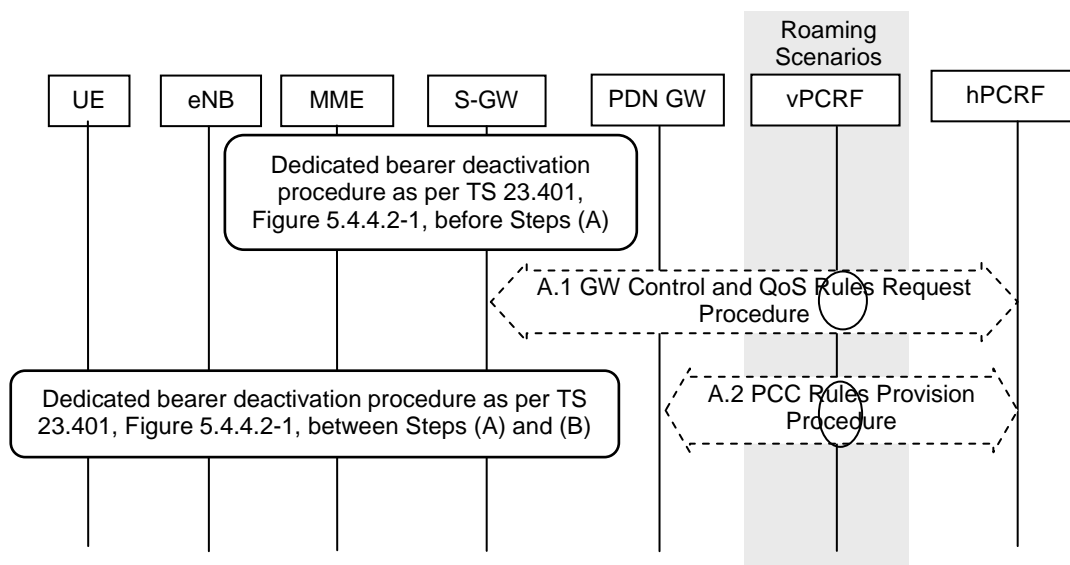 Roaming
Scenarios
UE
eNB
MME
S-GW
PDN GW
vPCRF
hPCRF
Dedicated bearer deactivation
procedure as per TS 23.401,
Figure 5.4.4.2-1, before Steps (A)
A.1 GW Control and QoS Rules Request
Procedure
Dedicated bearer deactivation procedure as per TS
23.401, Figure 5.4.4.2-1, between Steps (A) and (B)
A.2 PCC Rules Provision
Procedure